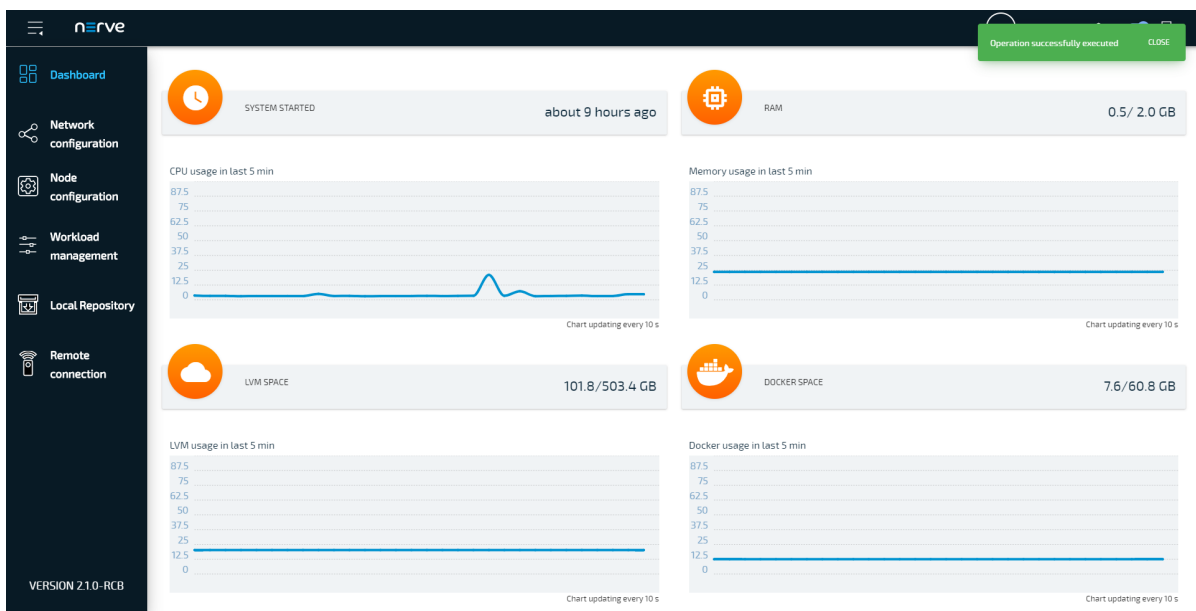 nerve
Operation successfully executed CLOSE
Dashboard
Network
configuration
Node
configuration
Workload
management
Local Repository
Remote
connection
VERSION 2.1.0-RCB
SYSTEM STARTED about 9 hours ago
RAM 0.5/ 2.0 GB
CPU usage in last 5 min
87.5
75
62.5
50
37.5
25
12.5
0
Chart updating every 10 s
Memory usage in last 5 min
87.5
75
62.5
50
37.5
25
12.5
0
Chart updating every 10 s
LVM SPACE 101.8/503.4 GB
DOCKER SPACE 7.6/60.8 GB
LVM usage in last 5 min
87.5
75
62.5
50
37.5
25
12.5
0
Chart updating every 10 s
Docker usage in last 5 min
87.5
75
62.5
50
37.5
25
12.5
0
Chart updating every 10 s